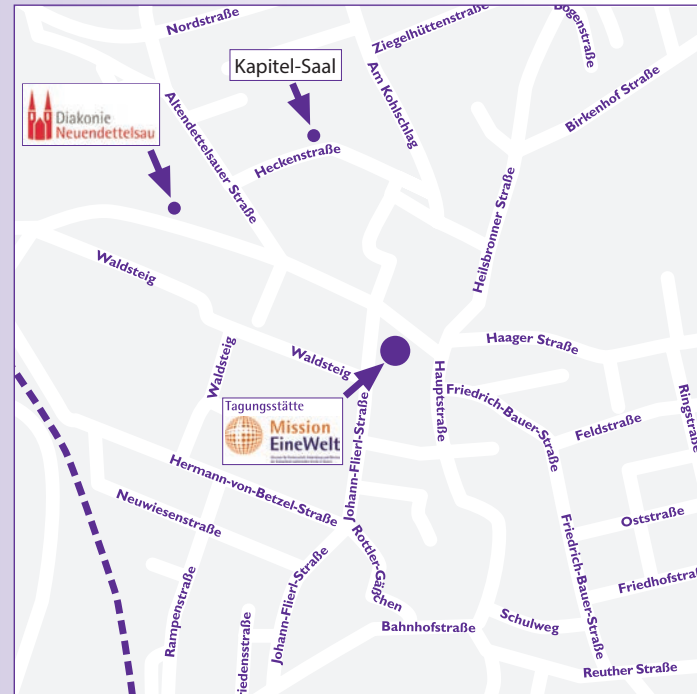 Nordstraße
Ziegelhüttenstraße
Bogenstraße
Kapitel-Saal
Am Kohlschlag
Birkenhof Straße
Diakonie
Neuendettelsau
Altendettelsauer Straße
Heckenstraße
Heilsbronner Straße
Waldsteig
Waldsteig
Waldsteig
Haager Straße
Hauptstraße
Friedrich-Bauer-Straße
Ringstraße
Feldstraße
Tagungsstätte
Mission
EineWelt
Johann-Flierl-Straße
Hermann-von-Betzel-Straße
Neuwiesenstraße
Oststraße
Rottler-Gäßchen
Friedrich-Bauer-Straße
Johann-Flierl-Straße
Rampenstraße
Friedhofstra
iedensstraße
Bahnhofstraße
Schulweg
Reuther Straße